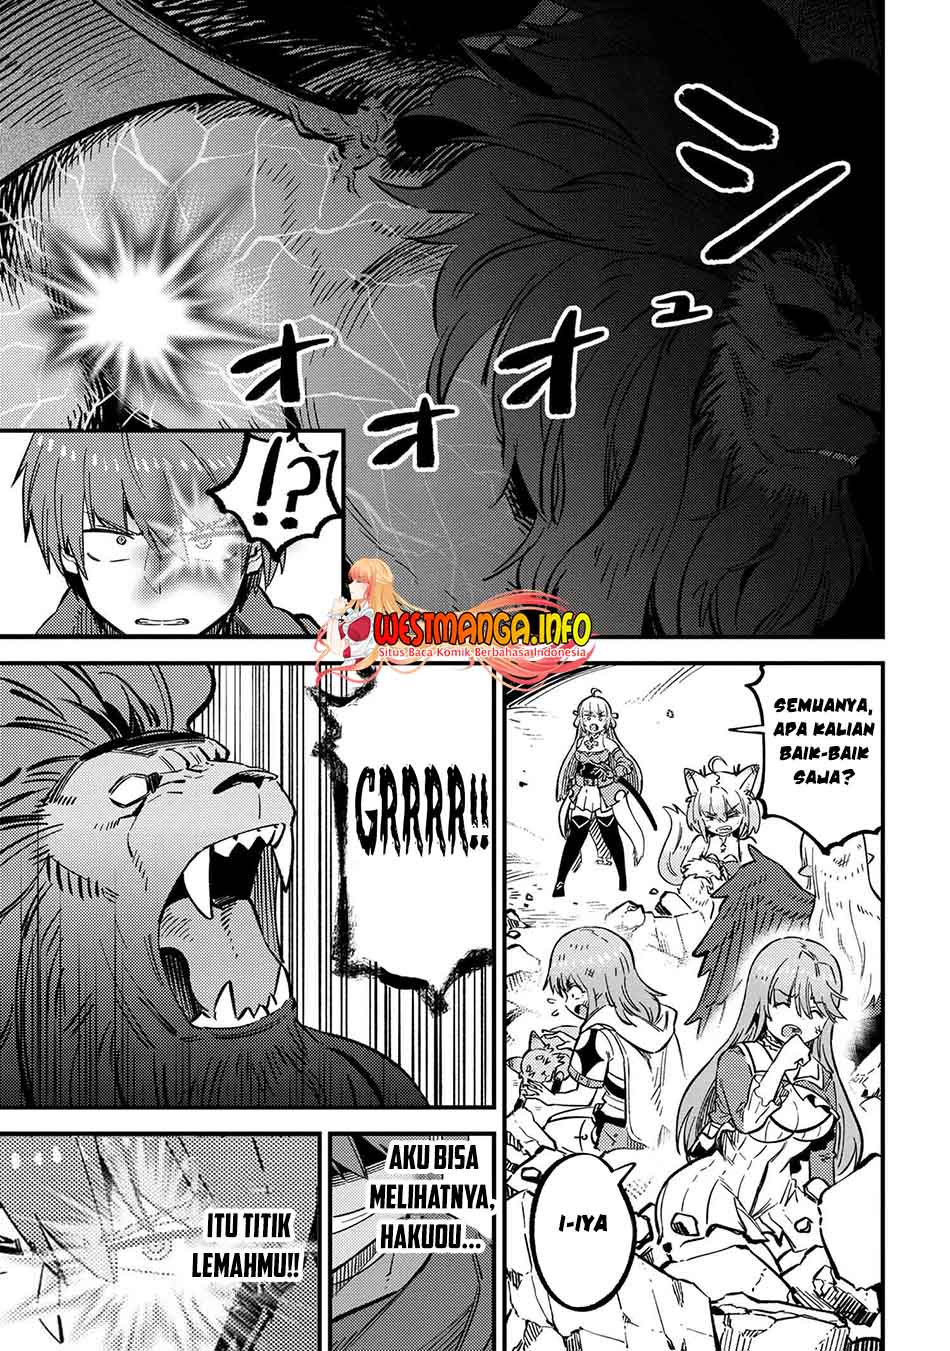 シュオオオ
!?
WESTMANGA.INFO
Situs Baca Komik Berbahasa Indonesia
SEMUANYA,
APA KALIAN
BAIK-BAIK
SAJA?
GRRRR!!
I-IYA
AKU BISA
MELIHATNYA,
HAKUOU...
ITU TITIK
LEMAHMU!!